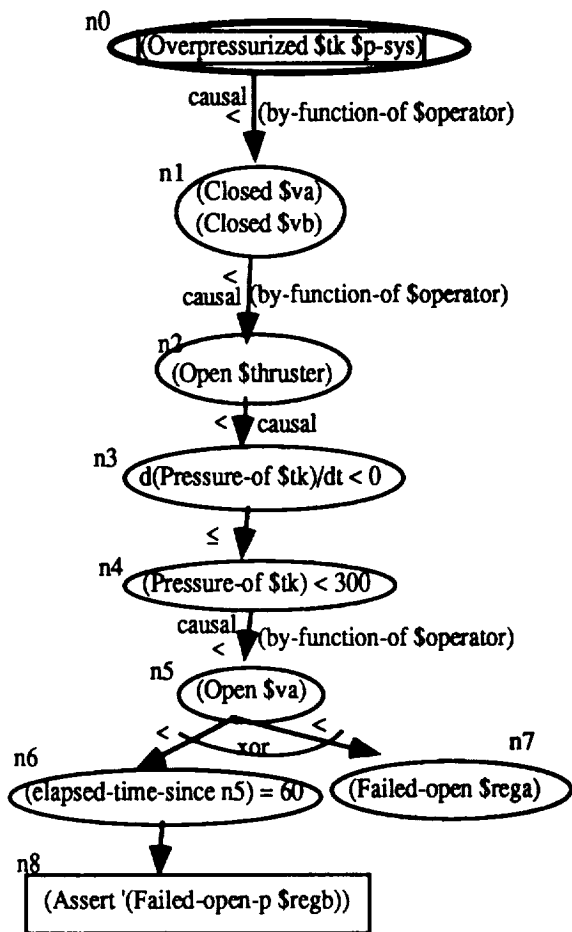 n0
(Overpressurized $tk $p-sys)
causal
< (by-function-of $operator)
n1
(Closed $va)
(Closed $vb)
<
causal (by-function-of $operator)
n2
(Open $thruster)
< causal
n3
d(Pressure-of $tk)/dt < 0
≤
n4
(Pressure-of $tk) < 300
causal
< (by-function-of $operator)
n5
(Open $va)
< xor <
n6
n7
(elapsed-time-since n5) = 60
(Failed-open $rega)
n8
(Assert '(Failed-open-p $regb))